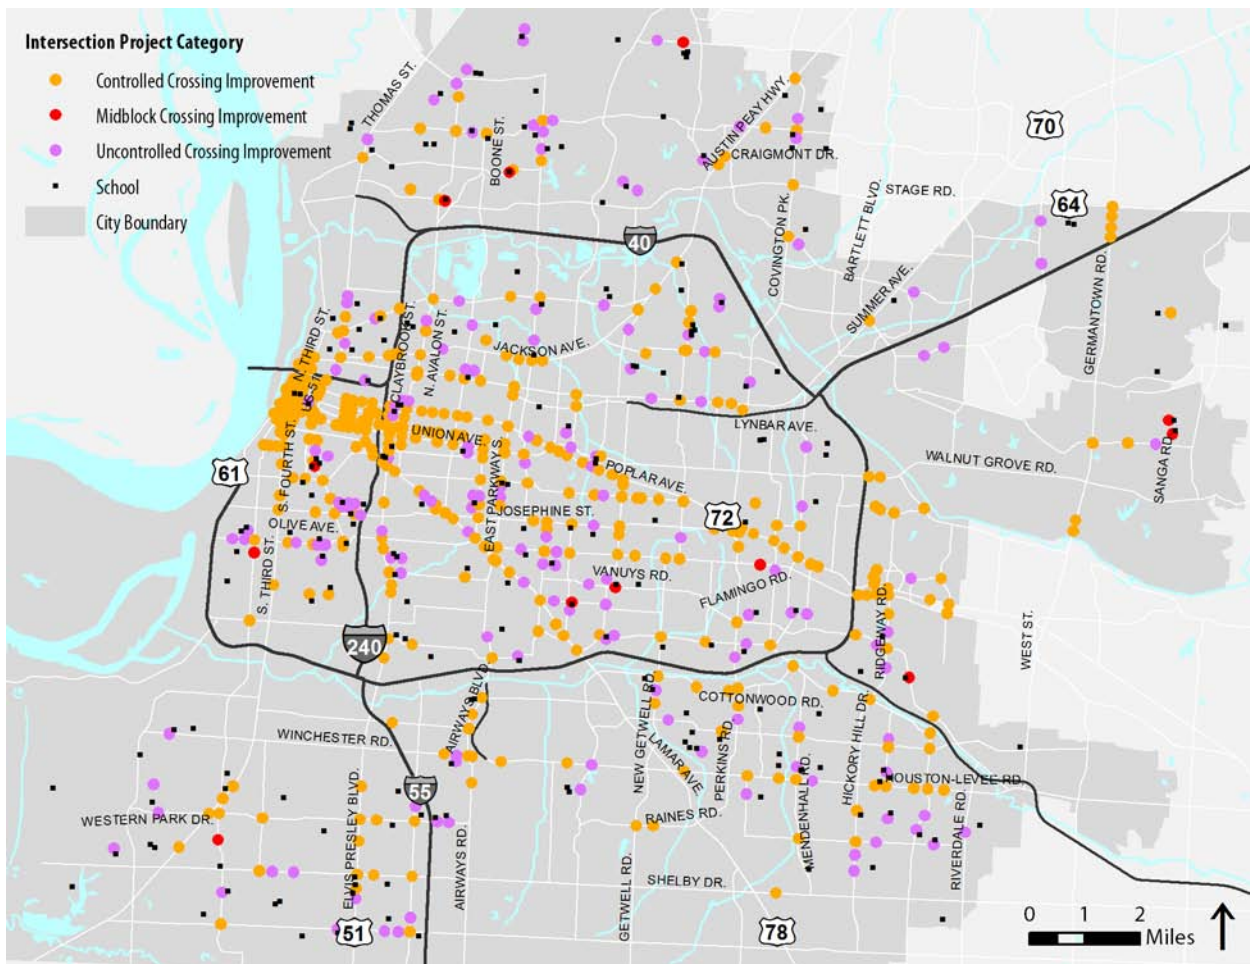 Intersection Project Category
Controlled Crossing Improvement
Midblock Crossing Improvement
Uncontrolled Crossing Improvement
School
City Boundary
THOMAS ST.
BOONE ST.
AUSTIN PEAY HWY.
CRAIGMONT DR.
70
STAGE RD.
64
40
COVINGTON PK.
BARTLETT BLVD.
SUMMER AVE.
GERMANTOWN RD.
N. THIRD ST.
CLAYBROOK ST.
N. AVALON ST.
JACKSON AVE.
LYNBAR AVE.
UNION AVE.
POPLAR AVE.
WALNUT GROVE RD.
SANGA RD.
61
S. FOURTH ST.
EAST PARKWAY S.
JOSEPHINE ST.
72
OLIVE AVE.
S. THIRD ST.
VANUYS RD.
FLAMINGO RD.
RIDGEWAY RD.
WEST ST.
240
AIRWAYS BLVD.
COTTONWOOD RD.
WINCHESTER RD.
NEW GETWELL RD.
LAMAR AVE.
PERKINS RD.
MENDENHALL RD.
HICKORY HILL DR.
HOUSTON-LEVEE RD.
55
WESTERN PARK DR.
ELVIS PRESLEY BLVD.
AIRWAYS RD.
RAINES RD.
RIVERDALE RD.
GETWELL RD.
SHELBY DR.
51
78
0 1 2
Miles